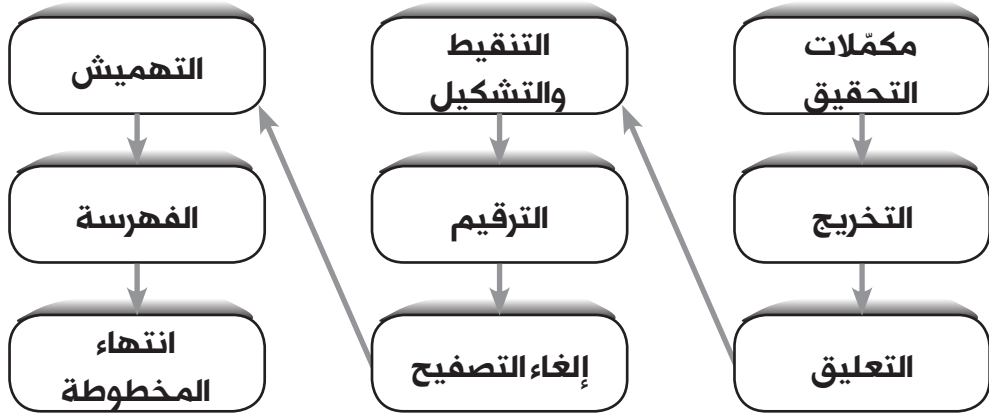 مكمّلات
التحقيق
التخريج
التعليق
التنقيط
والتشكيل
الترقيم
إلغاء التصفيح
التهميش
الفهرسة
انتهاء
المخطوطة